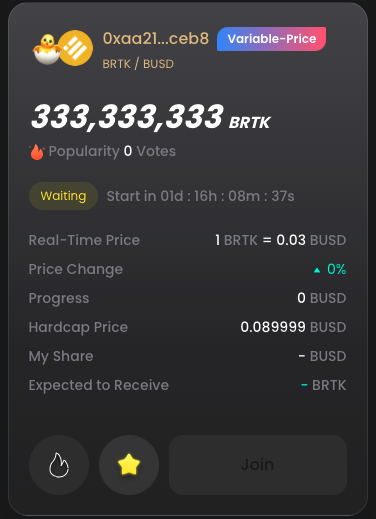 0xaa21...ceb8 Variable-Price
BRTK / BUSD
333,333,333 BRTK
Popularity 0 Votes
Waiting Start in 01d : 16h : 08m : 37s
Real-Time Price 1 BRTK = 0.03 BUSD
Price Change ▲ 0%
Progress 0 BUSD
Hardcap Price 0.089999 BUSD
My Share - BUSD
Expected to Receive - BRTK
Join